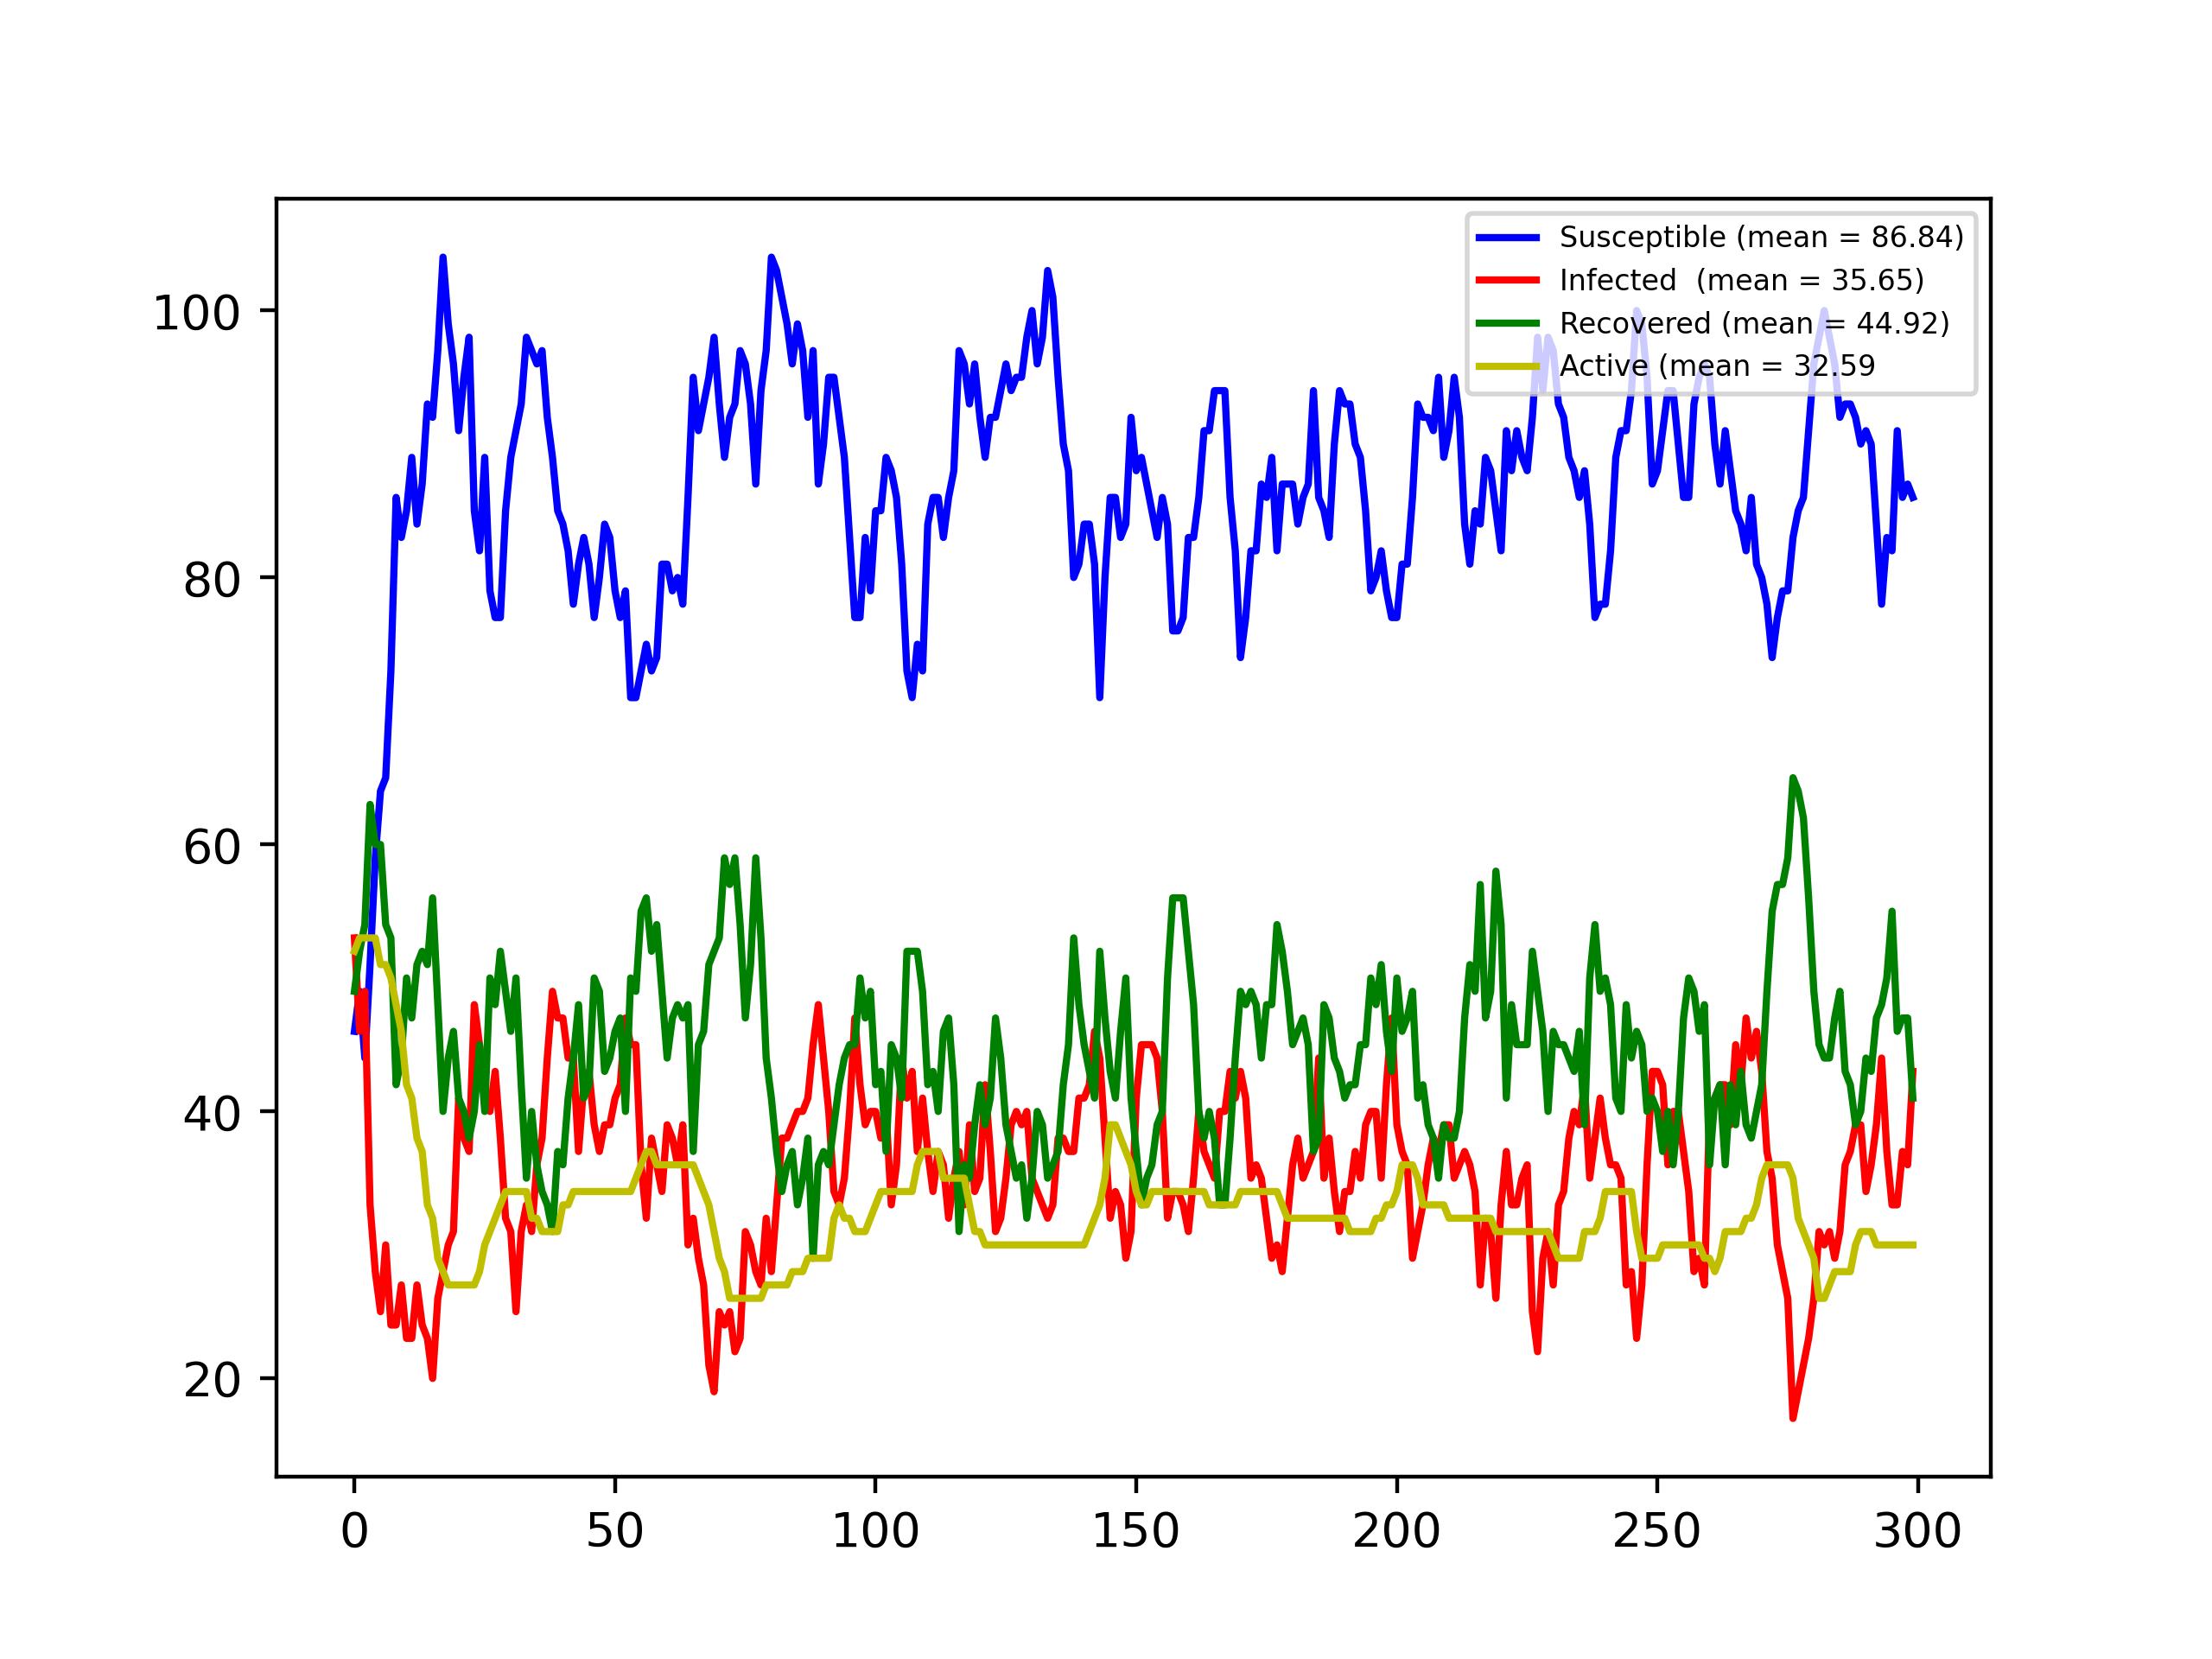 Susceptible (mean = 86.84)
Infected  (mean = 35.65)
Recovered (mean = 44.92)
Active (mean = 32.59
100
80
60
40
20
0 50 100 150 200 250 300